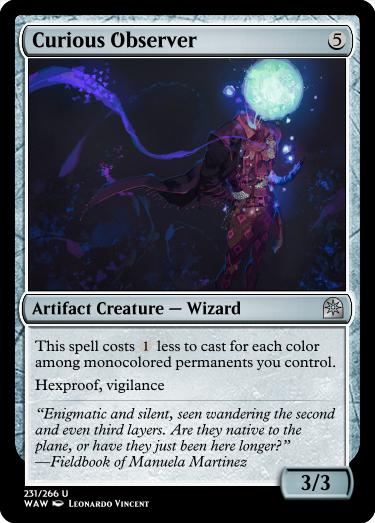 Curious Observer 5
Artifact Creature — Wizard
This spell costs 1 less to cast for each color
among monocolored permanents you control.
Hexproof, vigilance
“Enigmatic and silent, seen wandering the second
and even third layers. Are they native to the
plane, or have they just been here longer?”
—Fieldbook of Manuela Martinez
3/3
231/266 U
WAW Leonardo Vincent